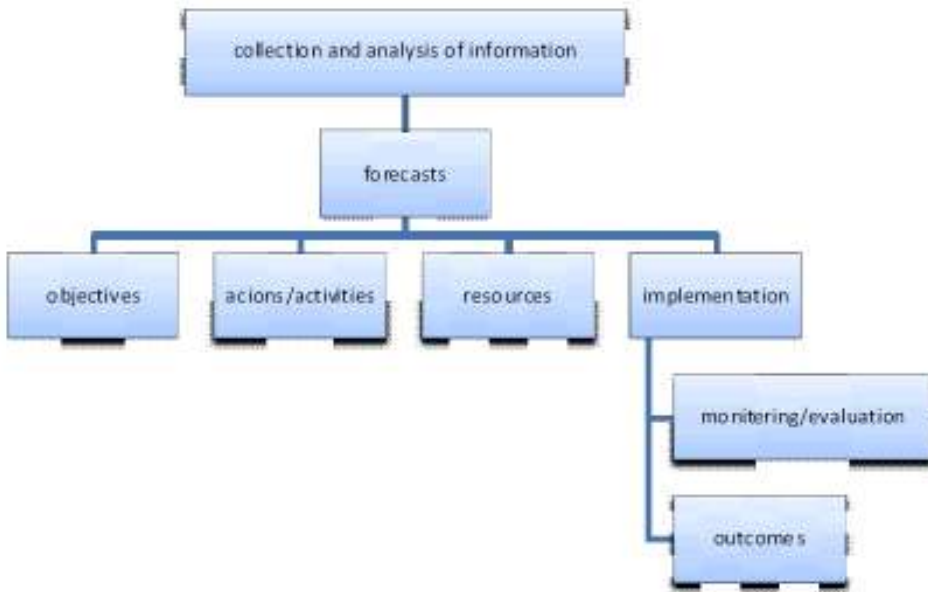 collection and analysis of information
forecasts
objectives
acions/activities
resources
implementation
monitering/evaluation
outcomes